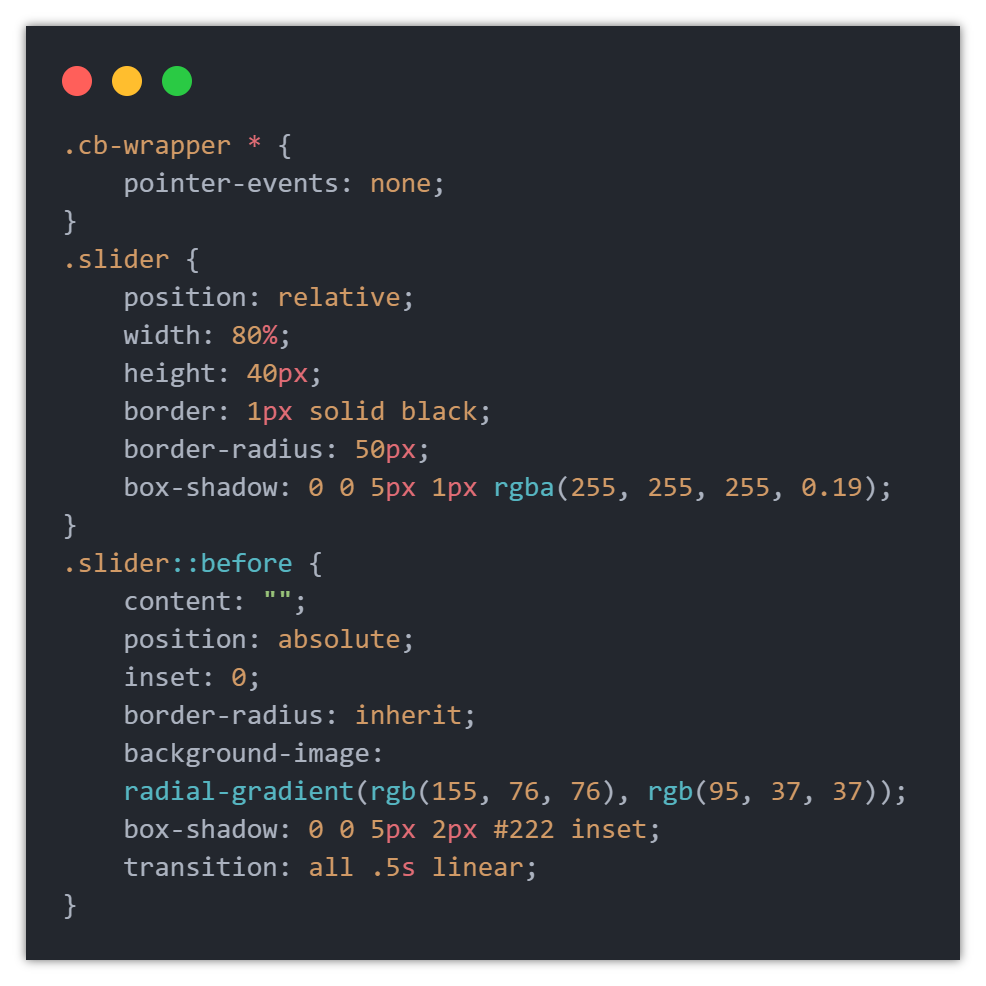 .cb-wrapper * {
    pointer-events: none;
}
.slider {
    position: relative;
    width: 80%;
    height: 40px;
    border: 1px solid black;
    border-radius: 50px;
    box-shadow: 0 0 5px 1px rgba(255, 255, 255, 0.19);
}
.slider::before {
    content: "";
    position: absolute;
    inset: 0;
    border-radius: inherit;
    background-image:
    radial-gradient(rgb(155, 76, 76), rgb(95, 37, 37));
    box-shadow: 0 0 5px 2px #222 inset;
    transition: all .5s linear;
}